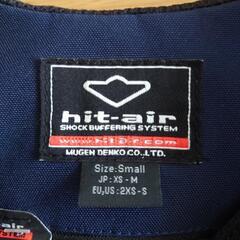 hit-air
SHOCK BUFFERING SYSTEM
www.hit-air.com
MUGEN DENKO CO.,LTD.
Size:Small
JP:XS-M
EU,US:2XS-S